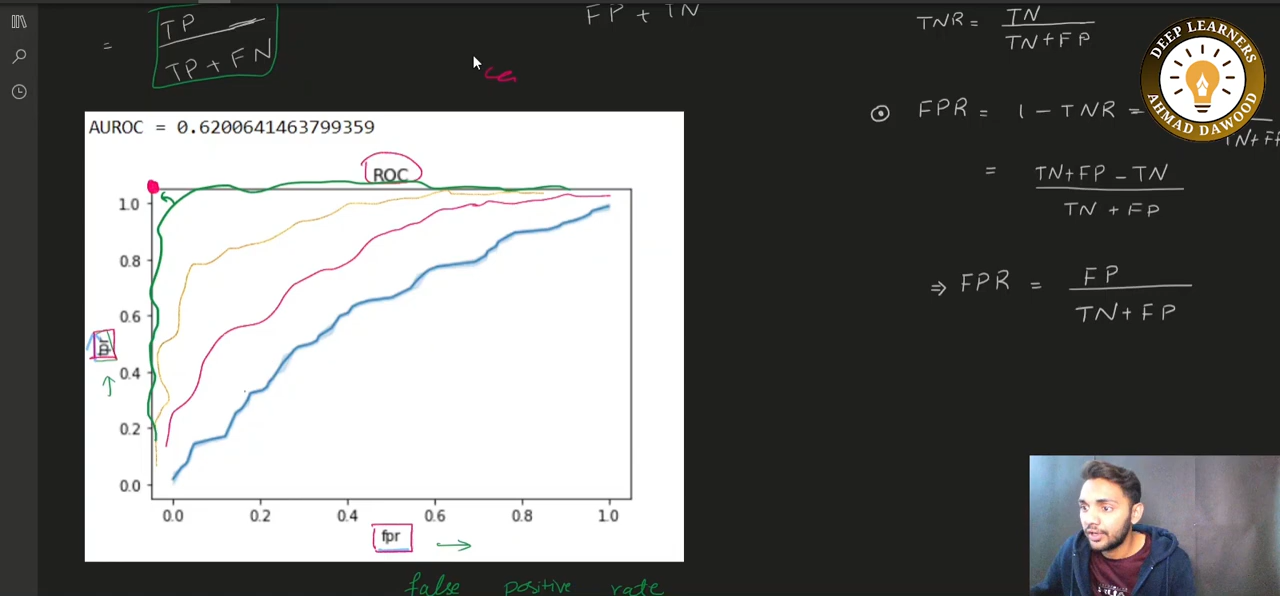 TP
= TP + FN
FP + TN
TNR = TN
TN + FP
DEEP LEARNERS
AHMAD DAWOOD
FPR = 1 - TNR =
TN + FP
= TN + FP - TN
TN + FP
⇒ FPR = FP
TN + FP
AUROC = 0.6200641463799359
ROC
1.0
0.8
0.6
0.4
0.2
0.0
0.0 0.2 0.4 0.6 0.8 1.0
fpr
false positive rate